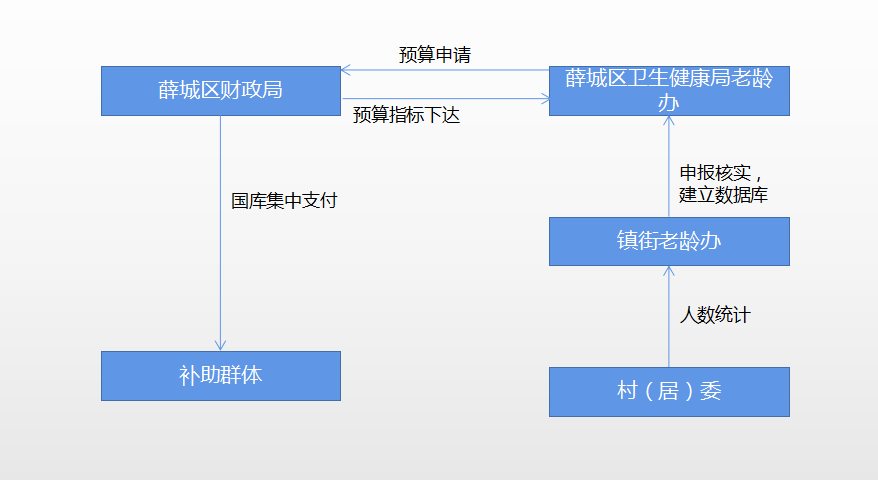 预算申请
薛城区财政局
薛城区卫生健康局老龄
办
预算指标下达
国库集中支付
申报核实，
建立数据库
镇街老龄办
人数统计
补助群体
村（居）委